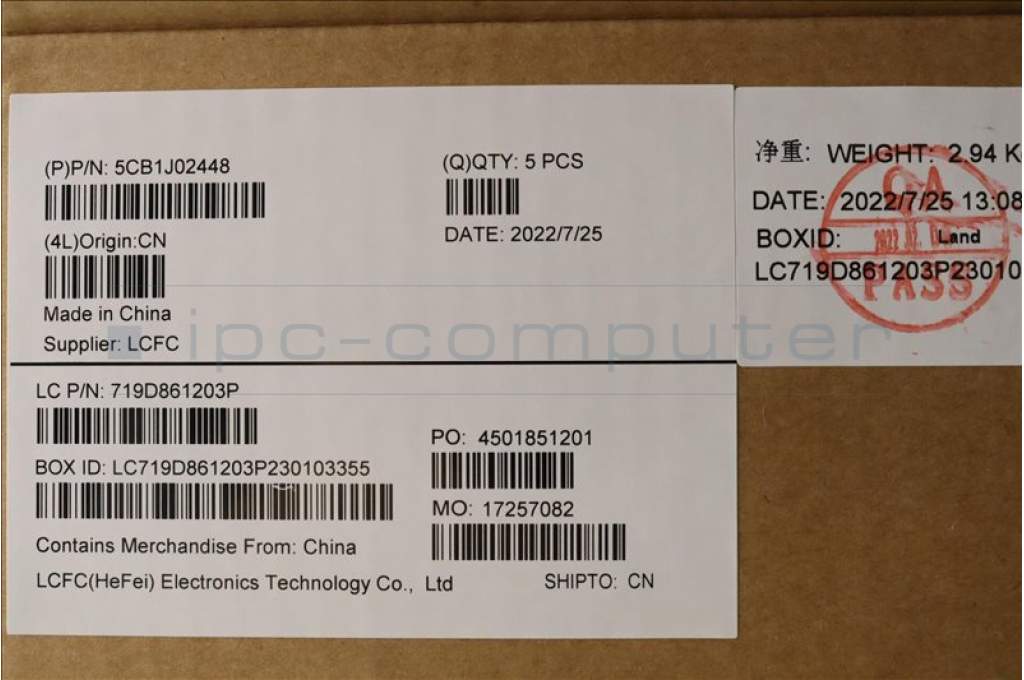 (P)P/N: 5CB1J02448
(Q)QTY: 5 PCS
(4L)Origin:CN
DATE: 2022/7/25
Made in China
Supplier: LCFC
LC P/N: 719D861203P
PO: 4501851201
BOX ID: LC719D861203P230103355
MO: 17257082
Contains Merchandise From: China
LCFC(HeFei) Electronics Technology Co., Ltd
SHIPTO: CN
净重: WEIGHT: 2.94 K
DATE: 2022/7/25 13:08
BOXID: Land
LC719D861203P23010
QA
PASS
ipc-computer